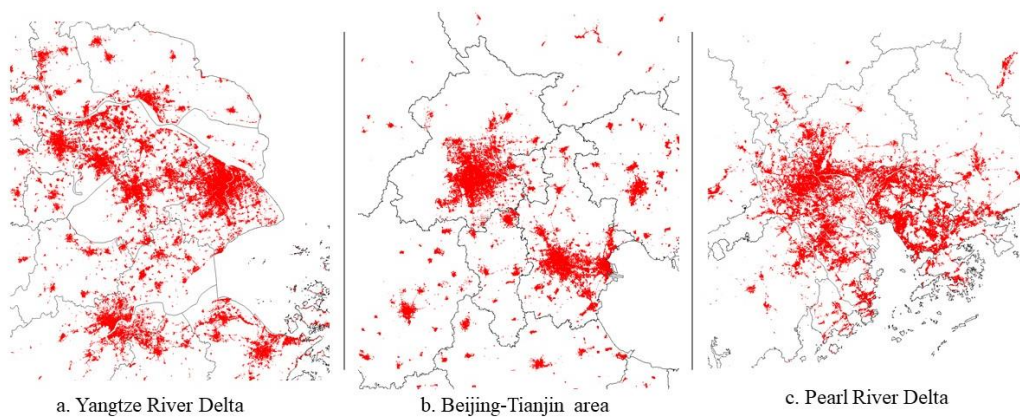 a. Yangtze River Delta
b. Beijing-Tianjin area
c. Pearl River Delta